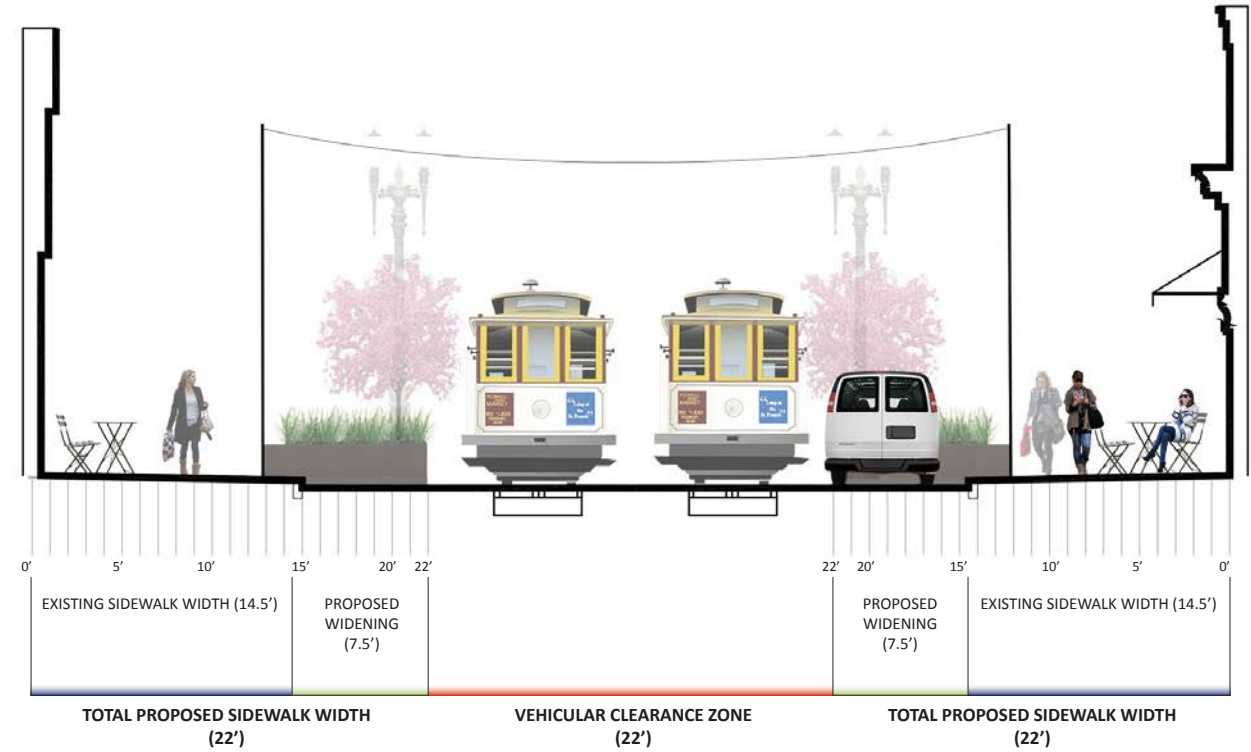 0' 5' 10' 15' 20' 22' 22' 20' 15' 10' 5' 0'
EXISTING SIDEWALK WIDTH (14.5')
PROPOSED
WIDENING
(7.5')
PROPOSED
WIDENING
(7.5')
EXISTING SIDEWALK WIDTH (14.5')
TOTAL PROPOSED SIDEWALK WIDTH
(22')
VEHICULAR CLEARANCE ZONE
(22')
TOTAL PROPOSED SIDEWALK WIDTH
(22')